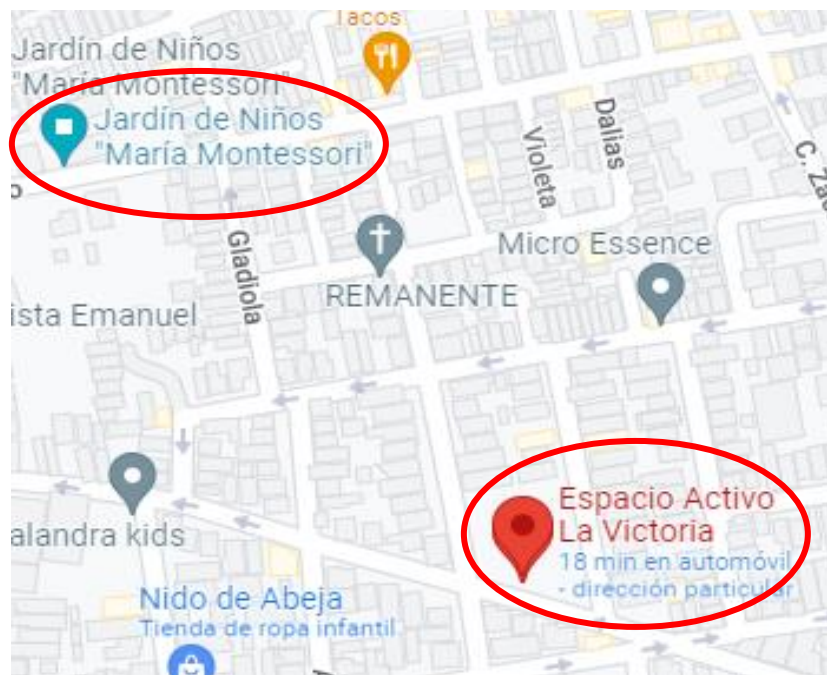 Tacos
Jardín de Niños
"María Montessori"
Jardín de Niños
"María Montessori"
Dalias
Violeta
C. Za
Gladiola
Micro Essence
REMANENTE
ista Emanuel
Espacio Activo
La Victoria
18 min en automóvil
- dirección particular
alandra kids
Nido de Abeja
Tienda de ropa infantil